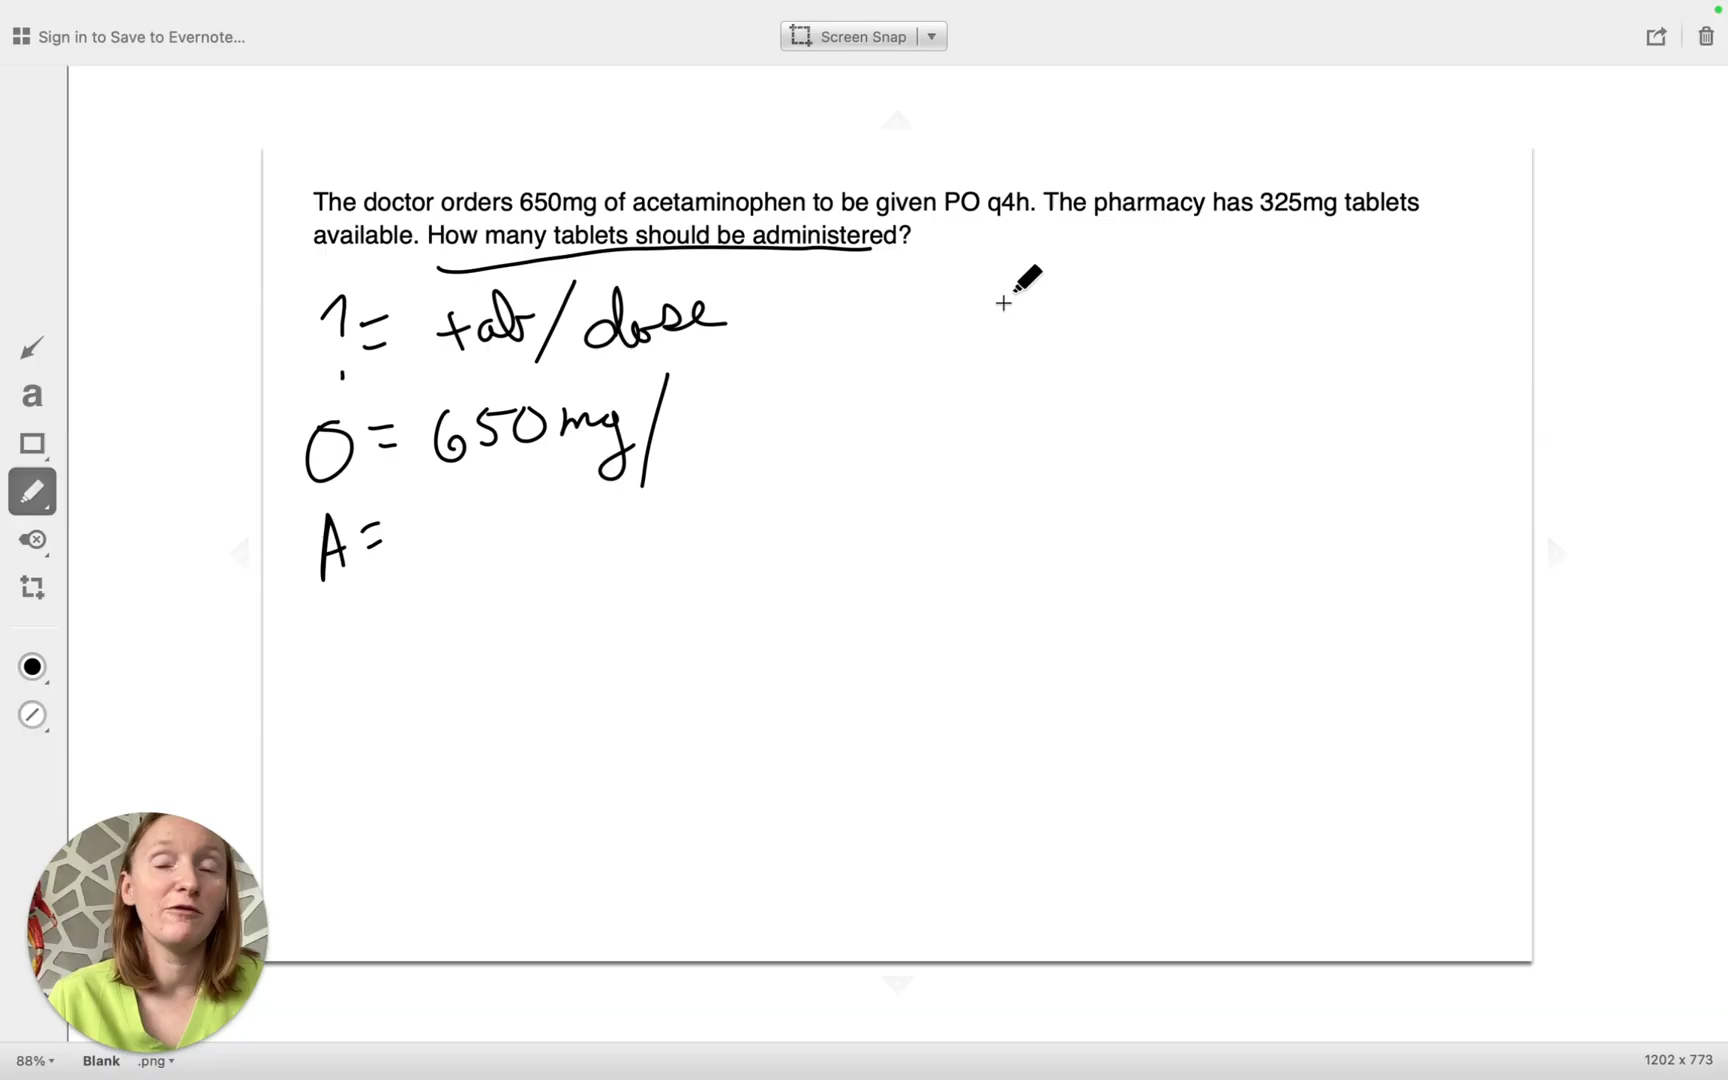 Sign in to Save to Evernote...
Screen Snap
The doctor orders 650mg of acetaminophen to be given PO q4h. The pharmacy has 325mg tablets
available. How many tablets should be administered?
? = tab/dose
O = 650mg/
A =
a
88%
Blank
.png
1202 x 773